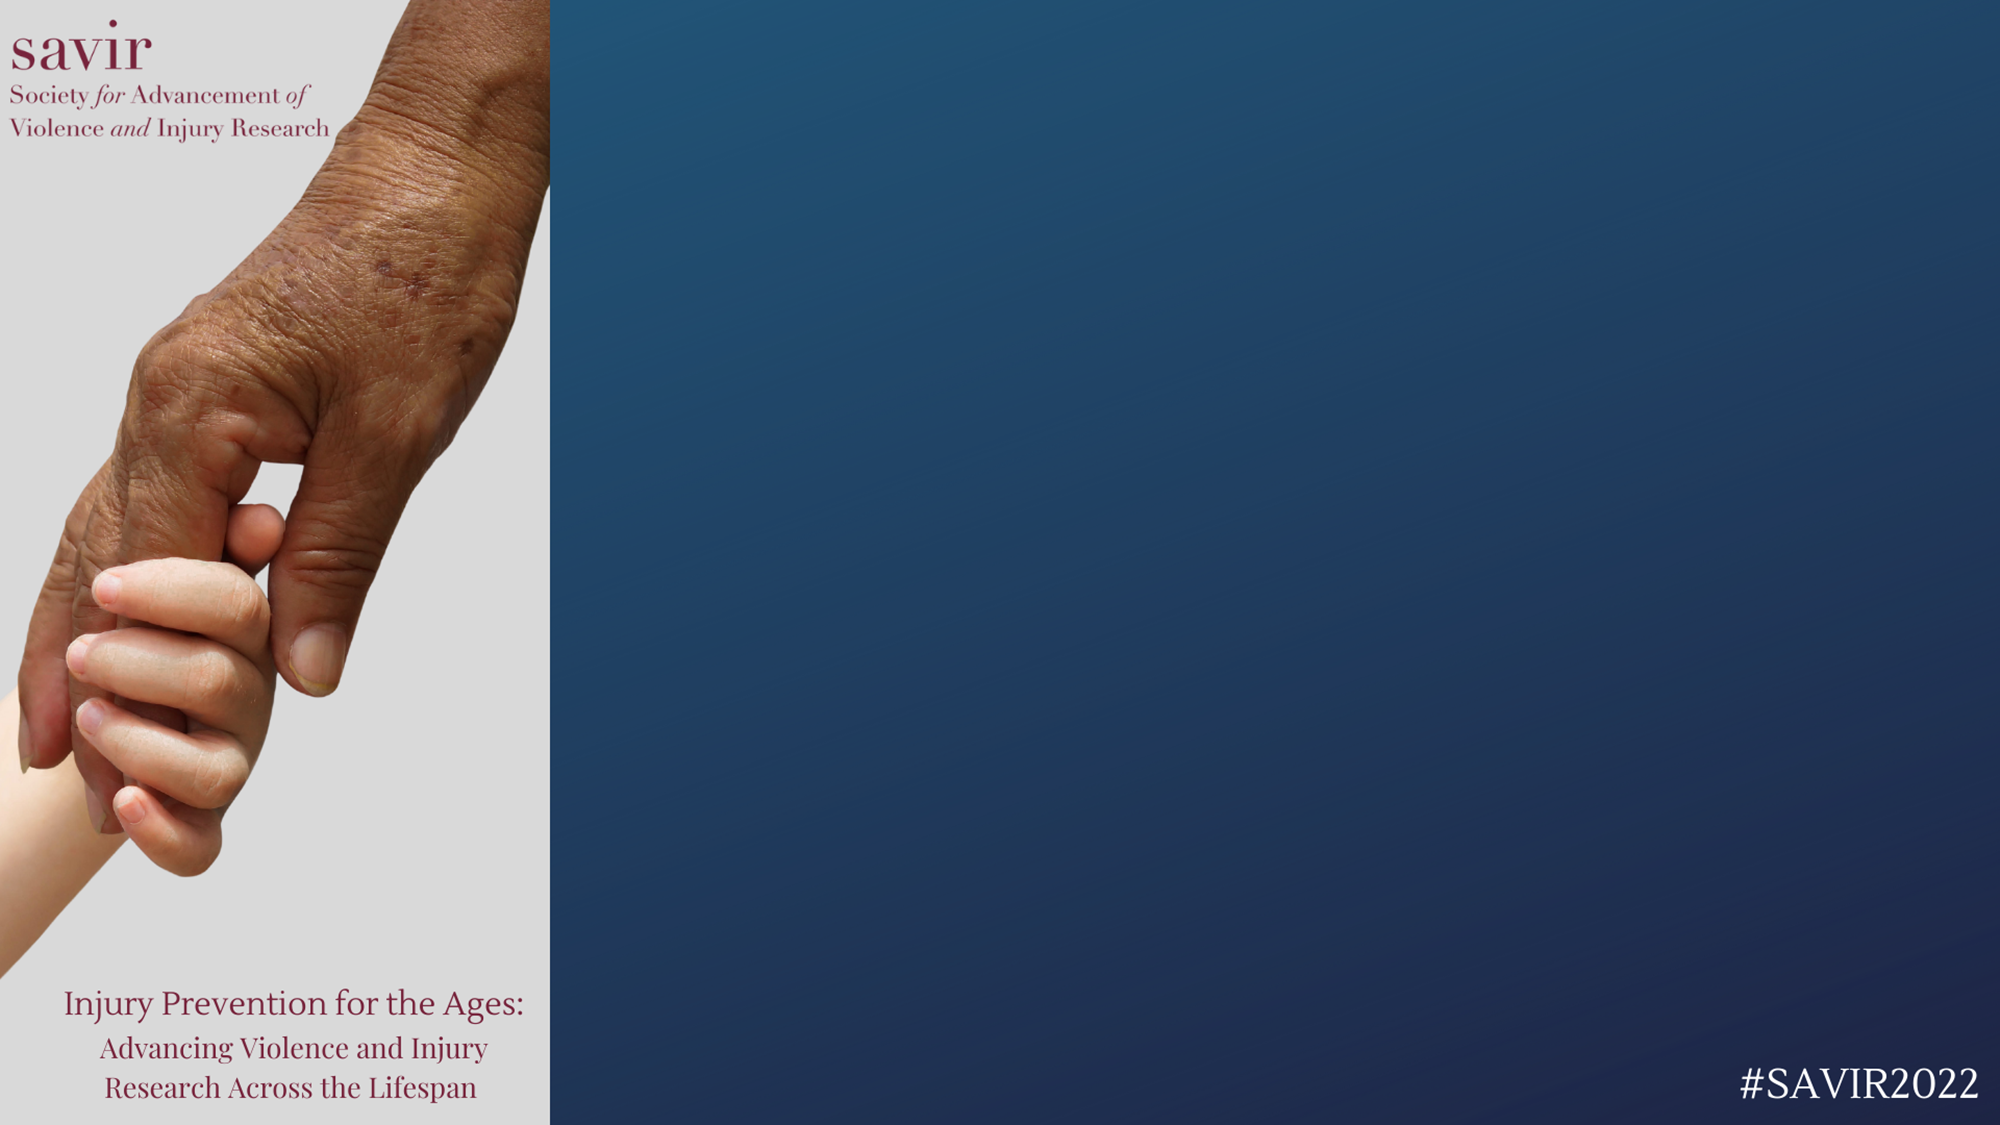 savir
Society for Advancement of
Violence and Injury Research
Injury Prevention for the Ages:
Advancing Violence and Injury
Research Across the Lifespan
#SAVIR2022